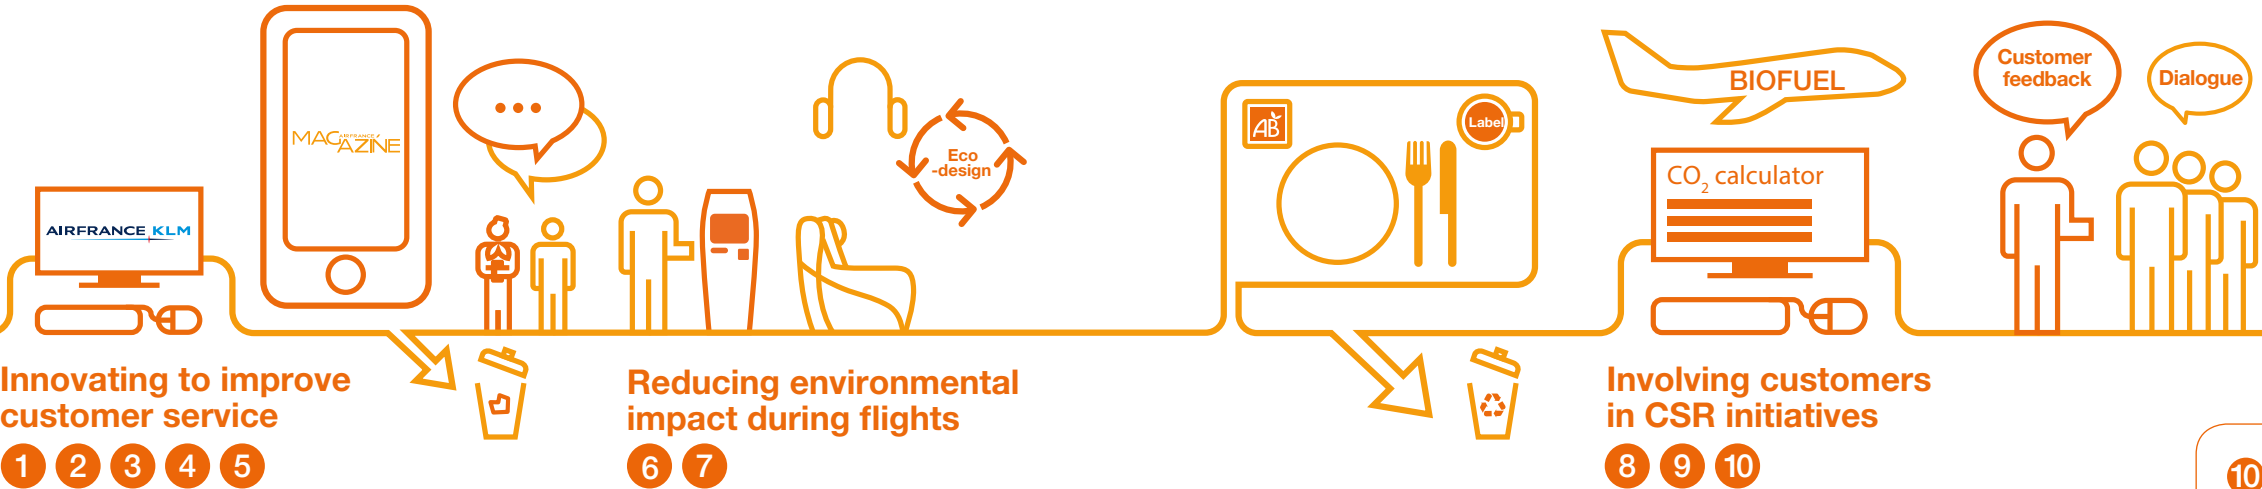 AIRFRANCE KLM
AIRFRANCE
MAGAZINE
•••
Eco
-design
AB
Label
BIOFUEL
CO₂ calculator
Customer
feedback
Dialogue
Innovating to improve
customer service
1 2 3 4 5
Reducing environmental
impact during flights
6 7
Involving customers
in CSR initiatives
8 9 10
10